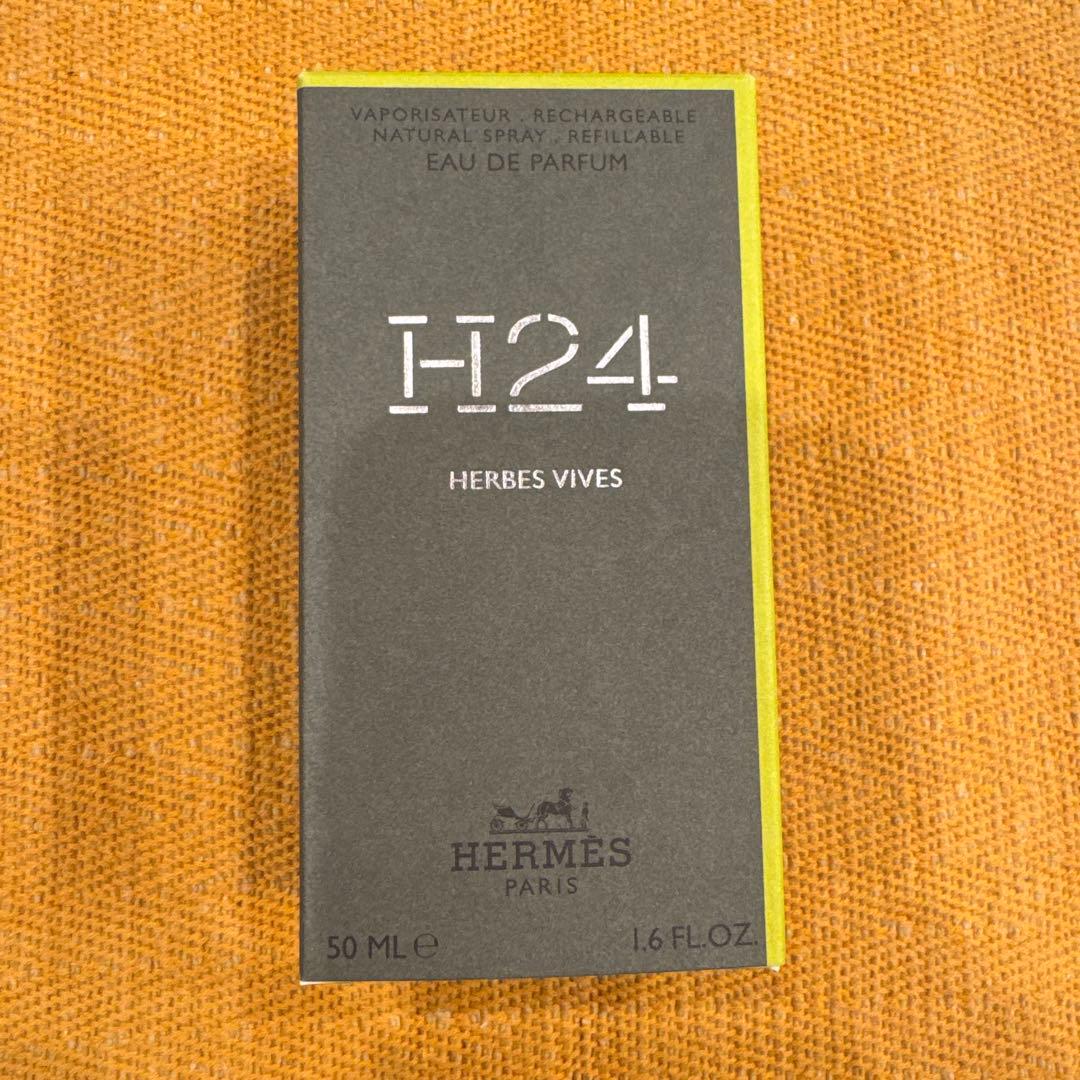 VAPORISATEUR . RECHARGEABLE
NATURAL SPRAY . REFILLABLE
EAU DE PARFUM
H24
HERBES VIVES
HERMÈS
PARIS
50 ML ℮
1.6 FL.OZ.